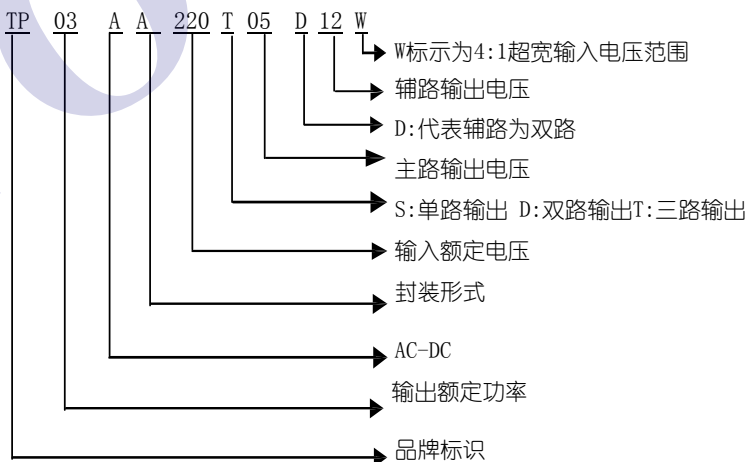 TP 03 A A 220 T 05 D 12 W
W标示为4:1超宽输入电压范围
辅路输出电压
D:代表辅路为双路
主路输出电压
S:单路输出 D:双路输出T:三路输出
输入额定电压
封装形式
AC-DC
输出额定功率
品牌标识